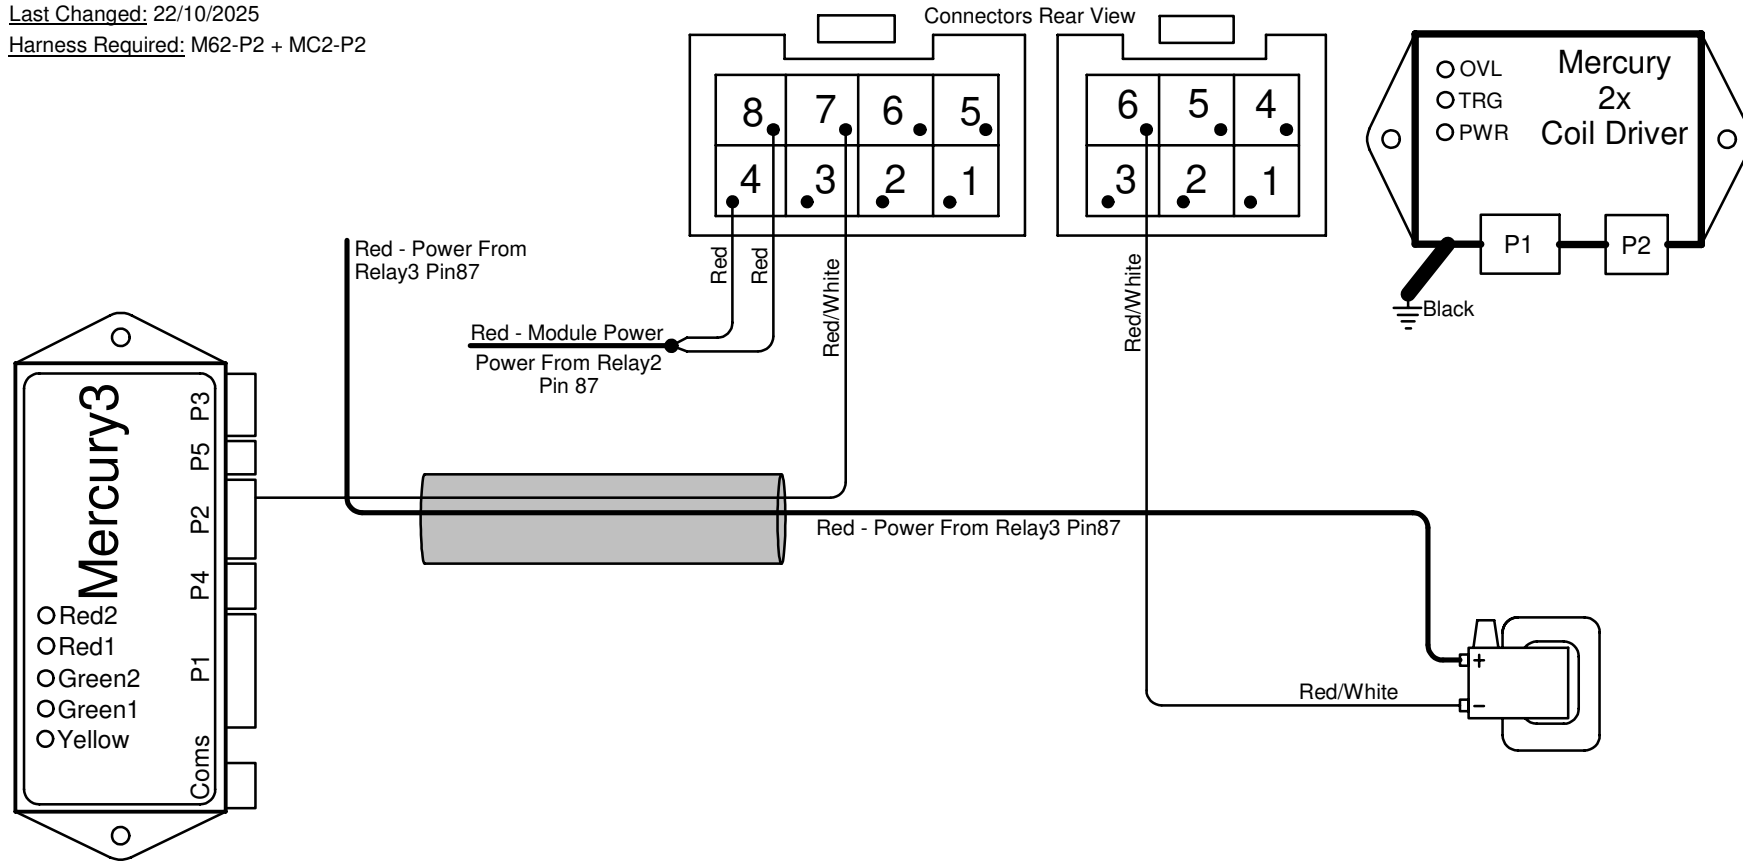 Last Changed: 22/10/2025
Harness Required: M62-P2 + MC2-P2
Connectors Rear View
8 7 6 5
4 3 2 1
6 5 4
3 2 1
OVL
TRG
PWR
Mercury
2x
Coil Driver
P1 P2
Black
Red - Power From
Relay3 Pin87
Red
Red
Red/White
Red/White
Red - Module Power
Power From Relay2
Pin 87
Mercury3
P3
P5
P2
P4
P1
Coms
Red2
Red1
Green2
Green1
Yellow
Red - Power From Relay3 Pin87
Red/White
+
−